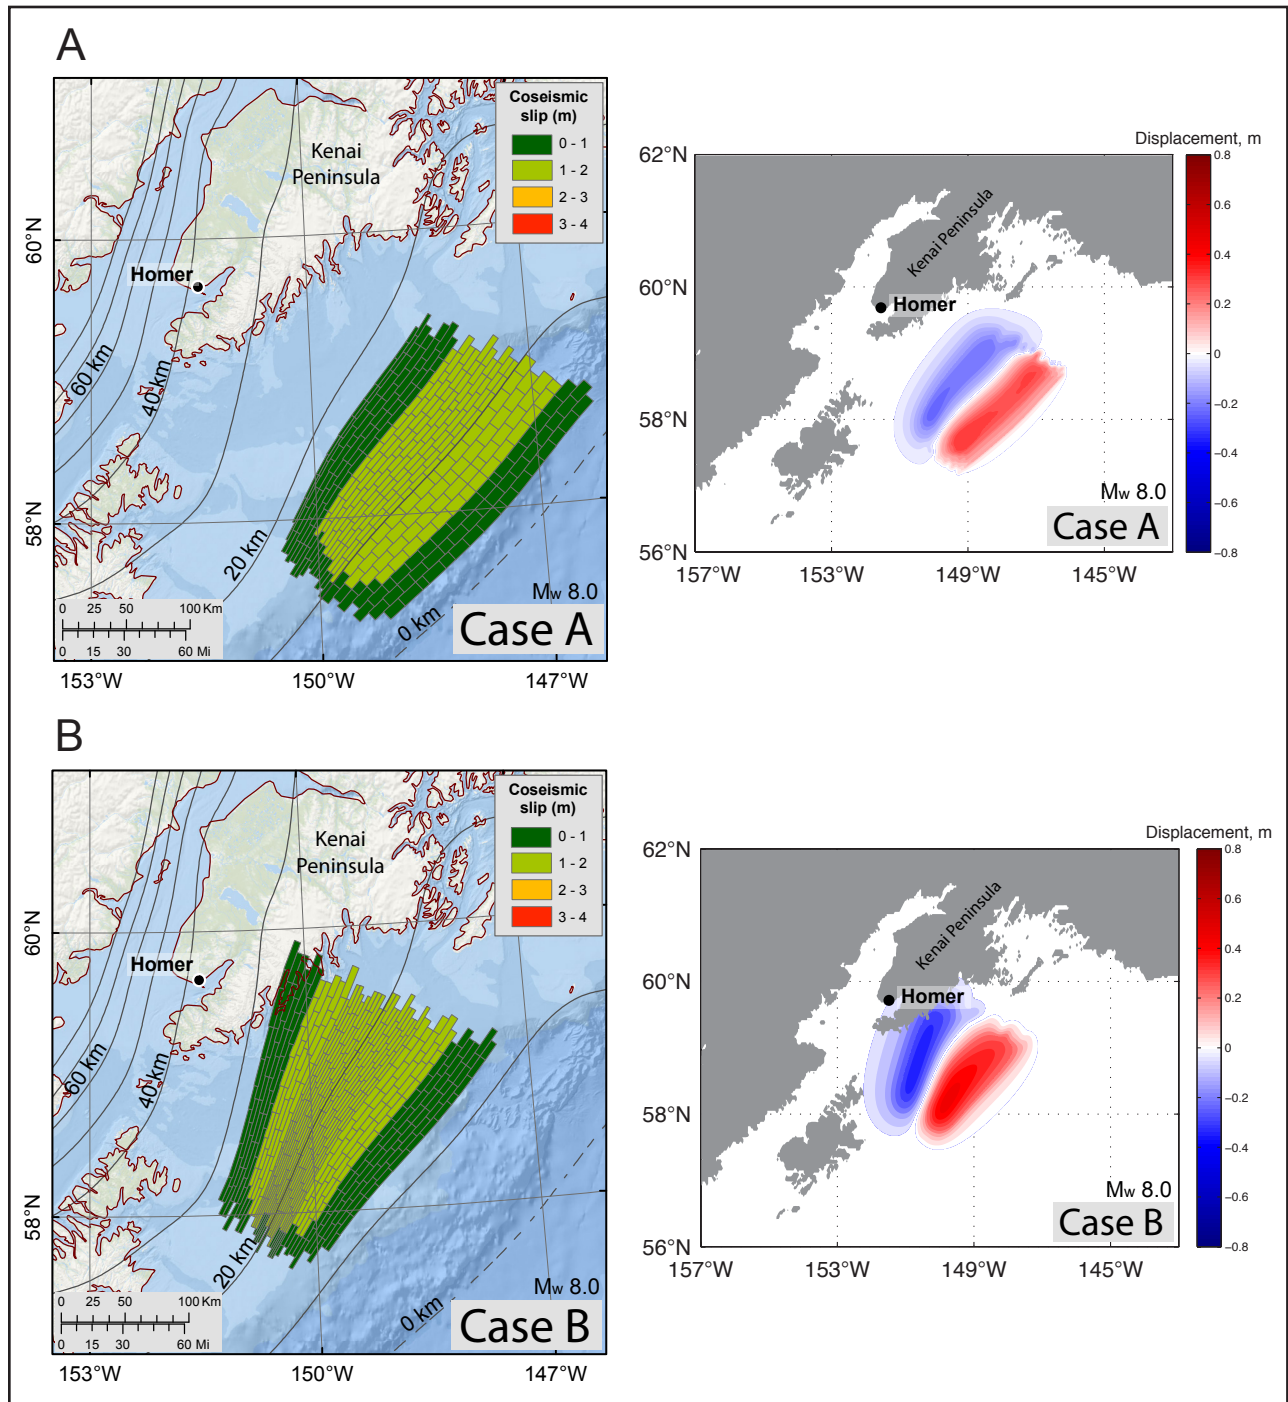 A
Coseismic
slip (m)
0 - 1
1 - 2
2 - 3
3 - 4
Kenai
Peninsula
60°N
Homer
60 km
40 km
58°N
20 km
0 km
Mw 8.0
Case A
0 25 50 100 Km
0 15 30 60 Mi
153°W 150°W 147°W
Displacement, m
62°N
60°N
58°N
56°N
Kenai Peninsula
Homer
Mw 8.0
Case A
157°W 153°W 149°W 145°W
0.8
0.6
0.4
0.2
0
−0.2
−0.4
−0.6
−0.8
B
Coseismic
slip (m)
0 - 1
1 - 2
2 - 3
3 - 4
Kenai
Peninsula
60°N
Homer
60 km
40 km
58°N
20 km
0 km
Mw 8.0
Case B
0 25 50 100 Km
0 15 30 60 Mi
153°W 150°W 147°W
Displacement, m
62°N
60°N
58°N
56°N
Kenai Peninsula
Homer
Mw 8.0
Case B
157°W 153°W 149°W 145°W
0.8
0.6
0.4
0.2
0
−0.2
−0.4
−0.6
−0.8